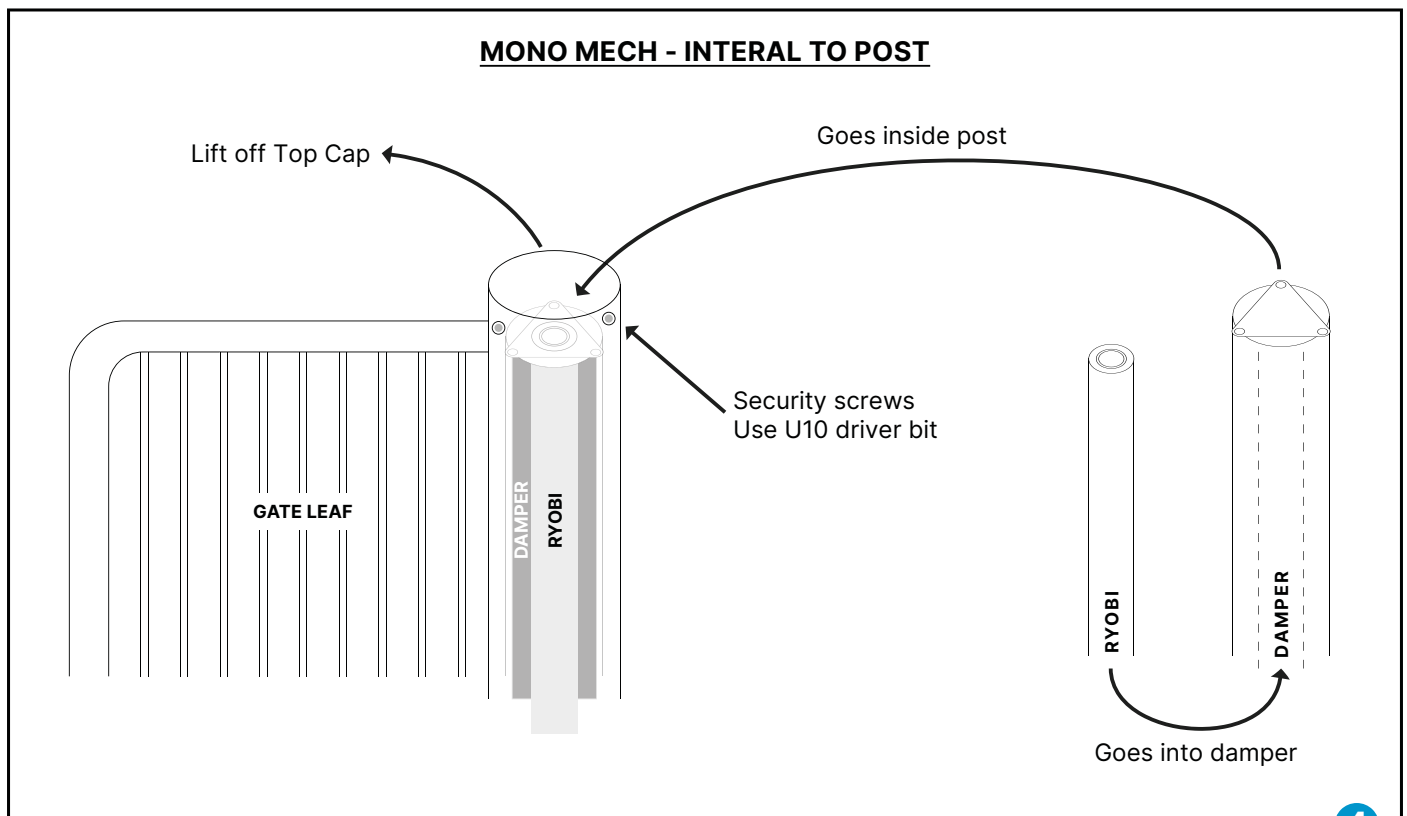 MONO MECH - INTERAL TO POST
Goes inside post
Lift off Top Cap
Security screws
Use U10 driver bit
GATE LEAF
DAMPER
RYOBI
RYOBI
DAMPER
Goes into damper